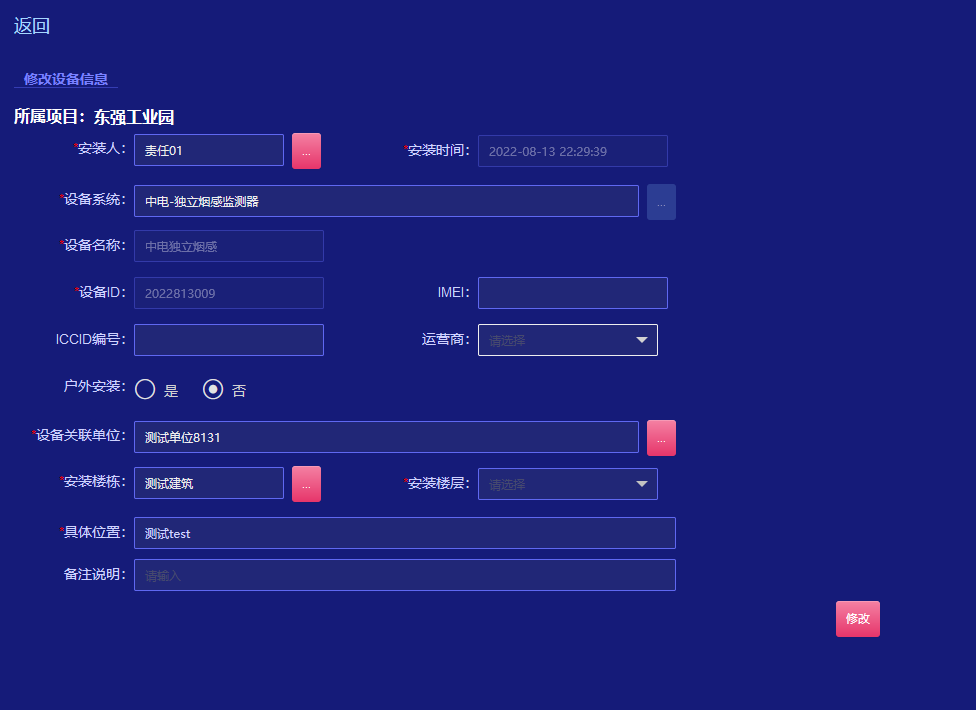 返回
修改设备信息
所属项目：东强工业园
*安装人： 责任01 ... *安装时间： 2022-08-13 22:29:39
*设备系统： 中电-独立烟感监测器 ...
*设备名称： 中电独立烟感
*设备ID： 2022813009 IMEI：
ICCID编号： 运营商： 请选择
户外安装： 是 否
*设备关联单位： 测试单位8131 ...
*安装楼栋： 测试建筑 ... *安装楼层： 请选择
*具体位置： 测试test
备注说明： 请输入
修改